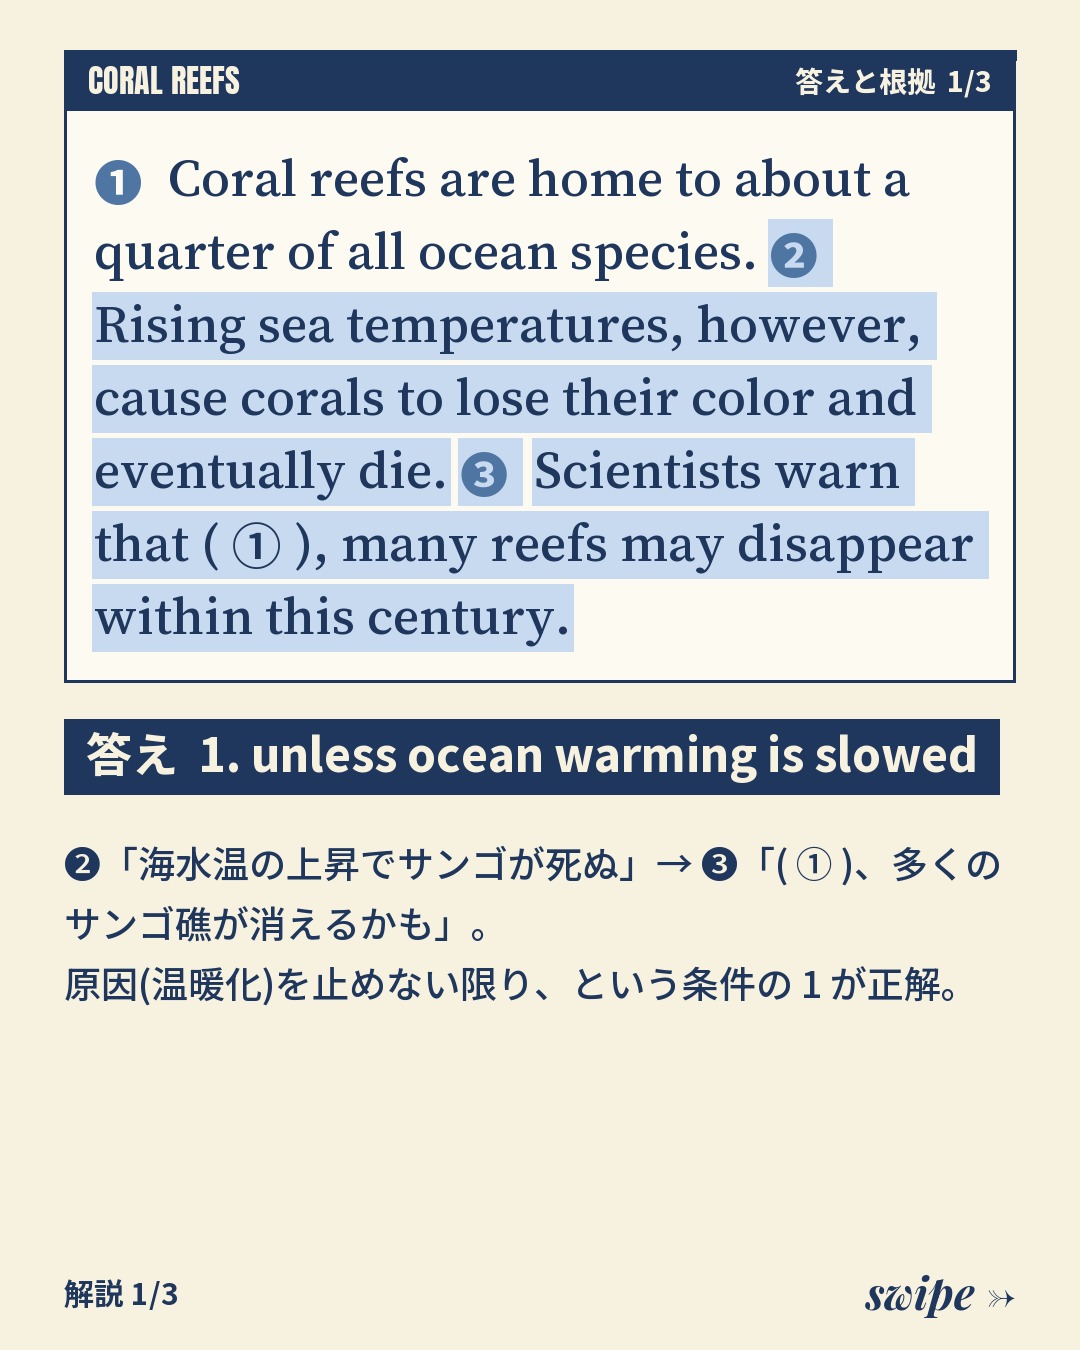 CORAL REEFS
答えと根拠 1/3
❶ Coral reefs are home to about a
quarter of all ocean species. ❷
Rising sea temperatures, however,
cause corals to lose their color and
eventually die. ❸ Scientists warn
that ( ① ), many reefs may disappear
within this century.
答え 1. unless ocean warming is slowed
❷「海水温の上昇でサンゴが死ぬ」→❸「( ① )、多くの
サンゴ礁が消えるかも」。
原因(温暖化)を止めない限り、という条件の 1 が正解。
解説 1/3
swipe